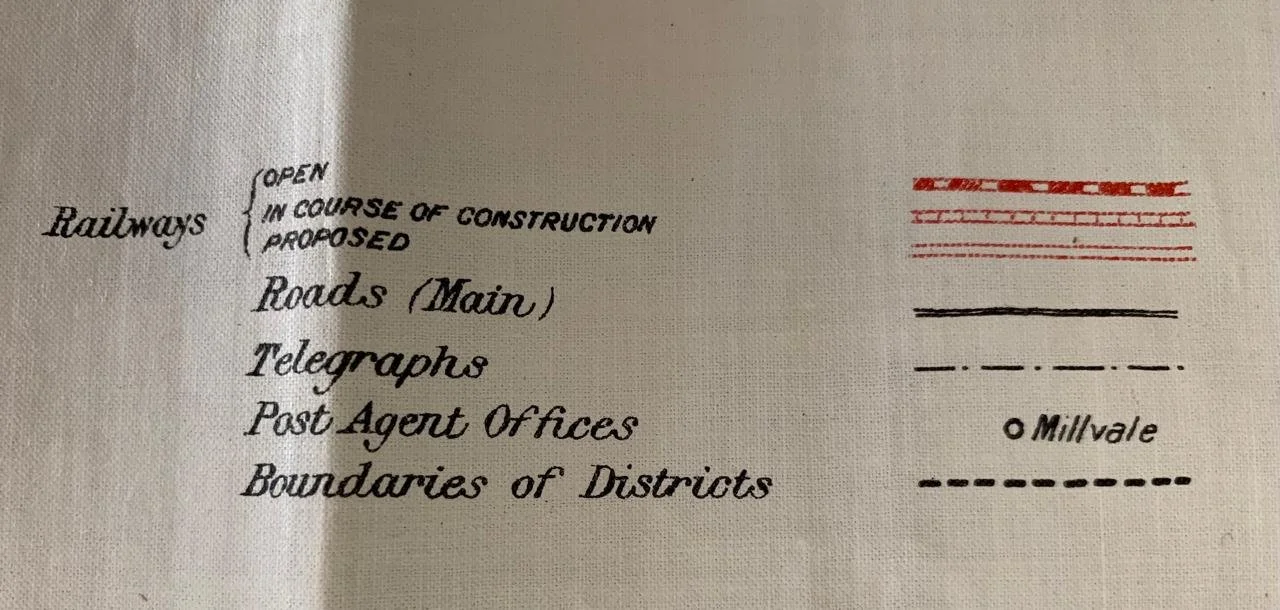 OPEN
Railways IN COURSE OF CONSTRUCTION
PROPOSED
Roads (Main)
Telegraphs
Post Agent Offices Millvale
Boundaries of Districts